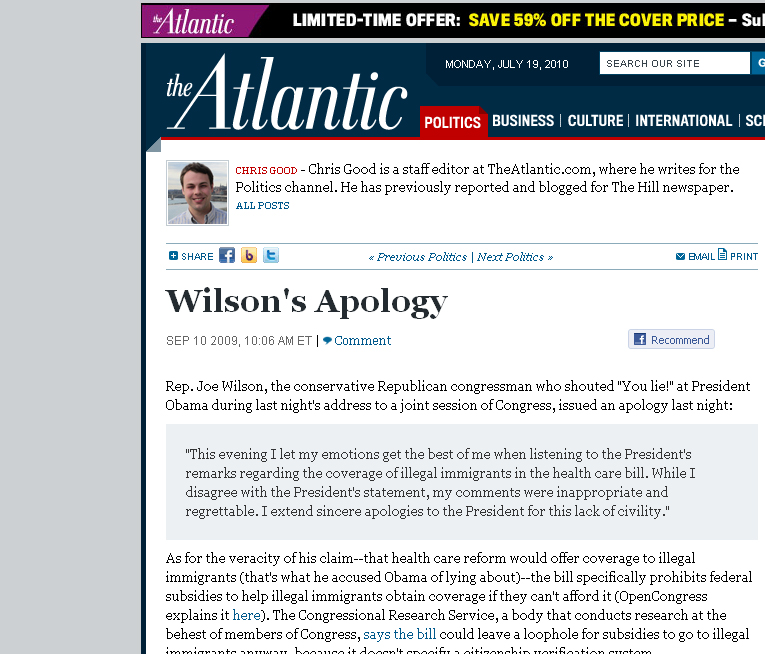 the Atlantic LIMITED-TIME OFFER: SAVE 59% OFF THE COVER PRICE –
the Atlantic
MONDAY, JULY 19, 2010 SEARCH OUR SITE
POLITICS BUSINESS | CULTURE | INTERNATIONAL |
CHRIS GOOD - Chris Good is a staff editor at TheAtlantic.com, where he writes for the
Politics channel. He has previously reported and blogged for The Hill newspaper.
ALL POSTS
SHARE f b t « Previous Politics | Next Politics » EMAIL PRINT
Wilson's Apology
SEP 10 2009, 10:06 AM ET | Comment f Recommend
Rep. Joe Wilson, the conservative Republican congressman who shouted "You lie!" at President
Obama during last night's address to a joint session of Congress, issued an apology last night:
"This evening I let my emotions get the best of me when listening to the President's
remarks regarding the coverage of illegal immigrants in the health care bill. While I
disagree with the President's statement, my comments were inappropriate and
regrettable. I extend sincere apologies to the President for this lack of civility."
As for the veracity of his claim--that health care reform would offer coverage to illegal
immigrants (that's what he accused Obama of lying about)--the bill specifically prohibits federal
subsidies to help illegal immigrants obtain coverage if they can't afford it (OpenCongress
explains it here). The Congressional Research Service, a body that conducts research at the
behest of members of Congress, says the bill could leave a loophole for subsidies to go to illegal
immigrants anyway, because it doesn't specify a citizenship verification system.